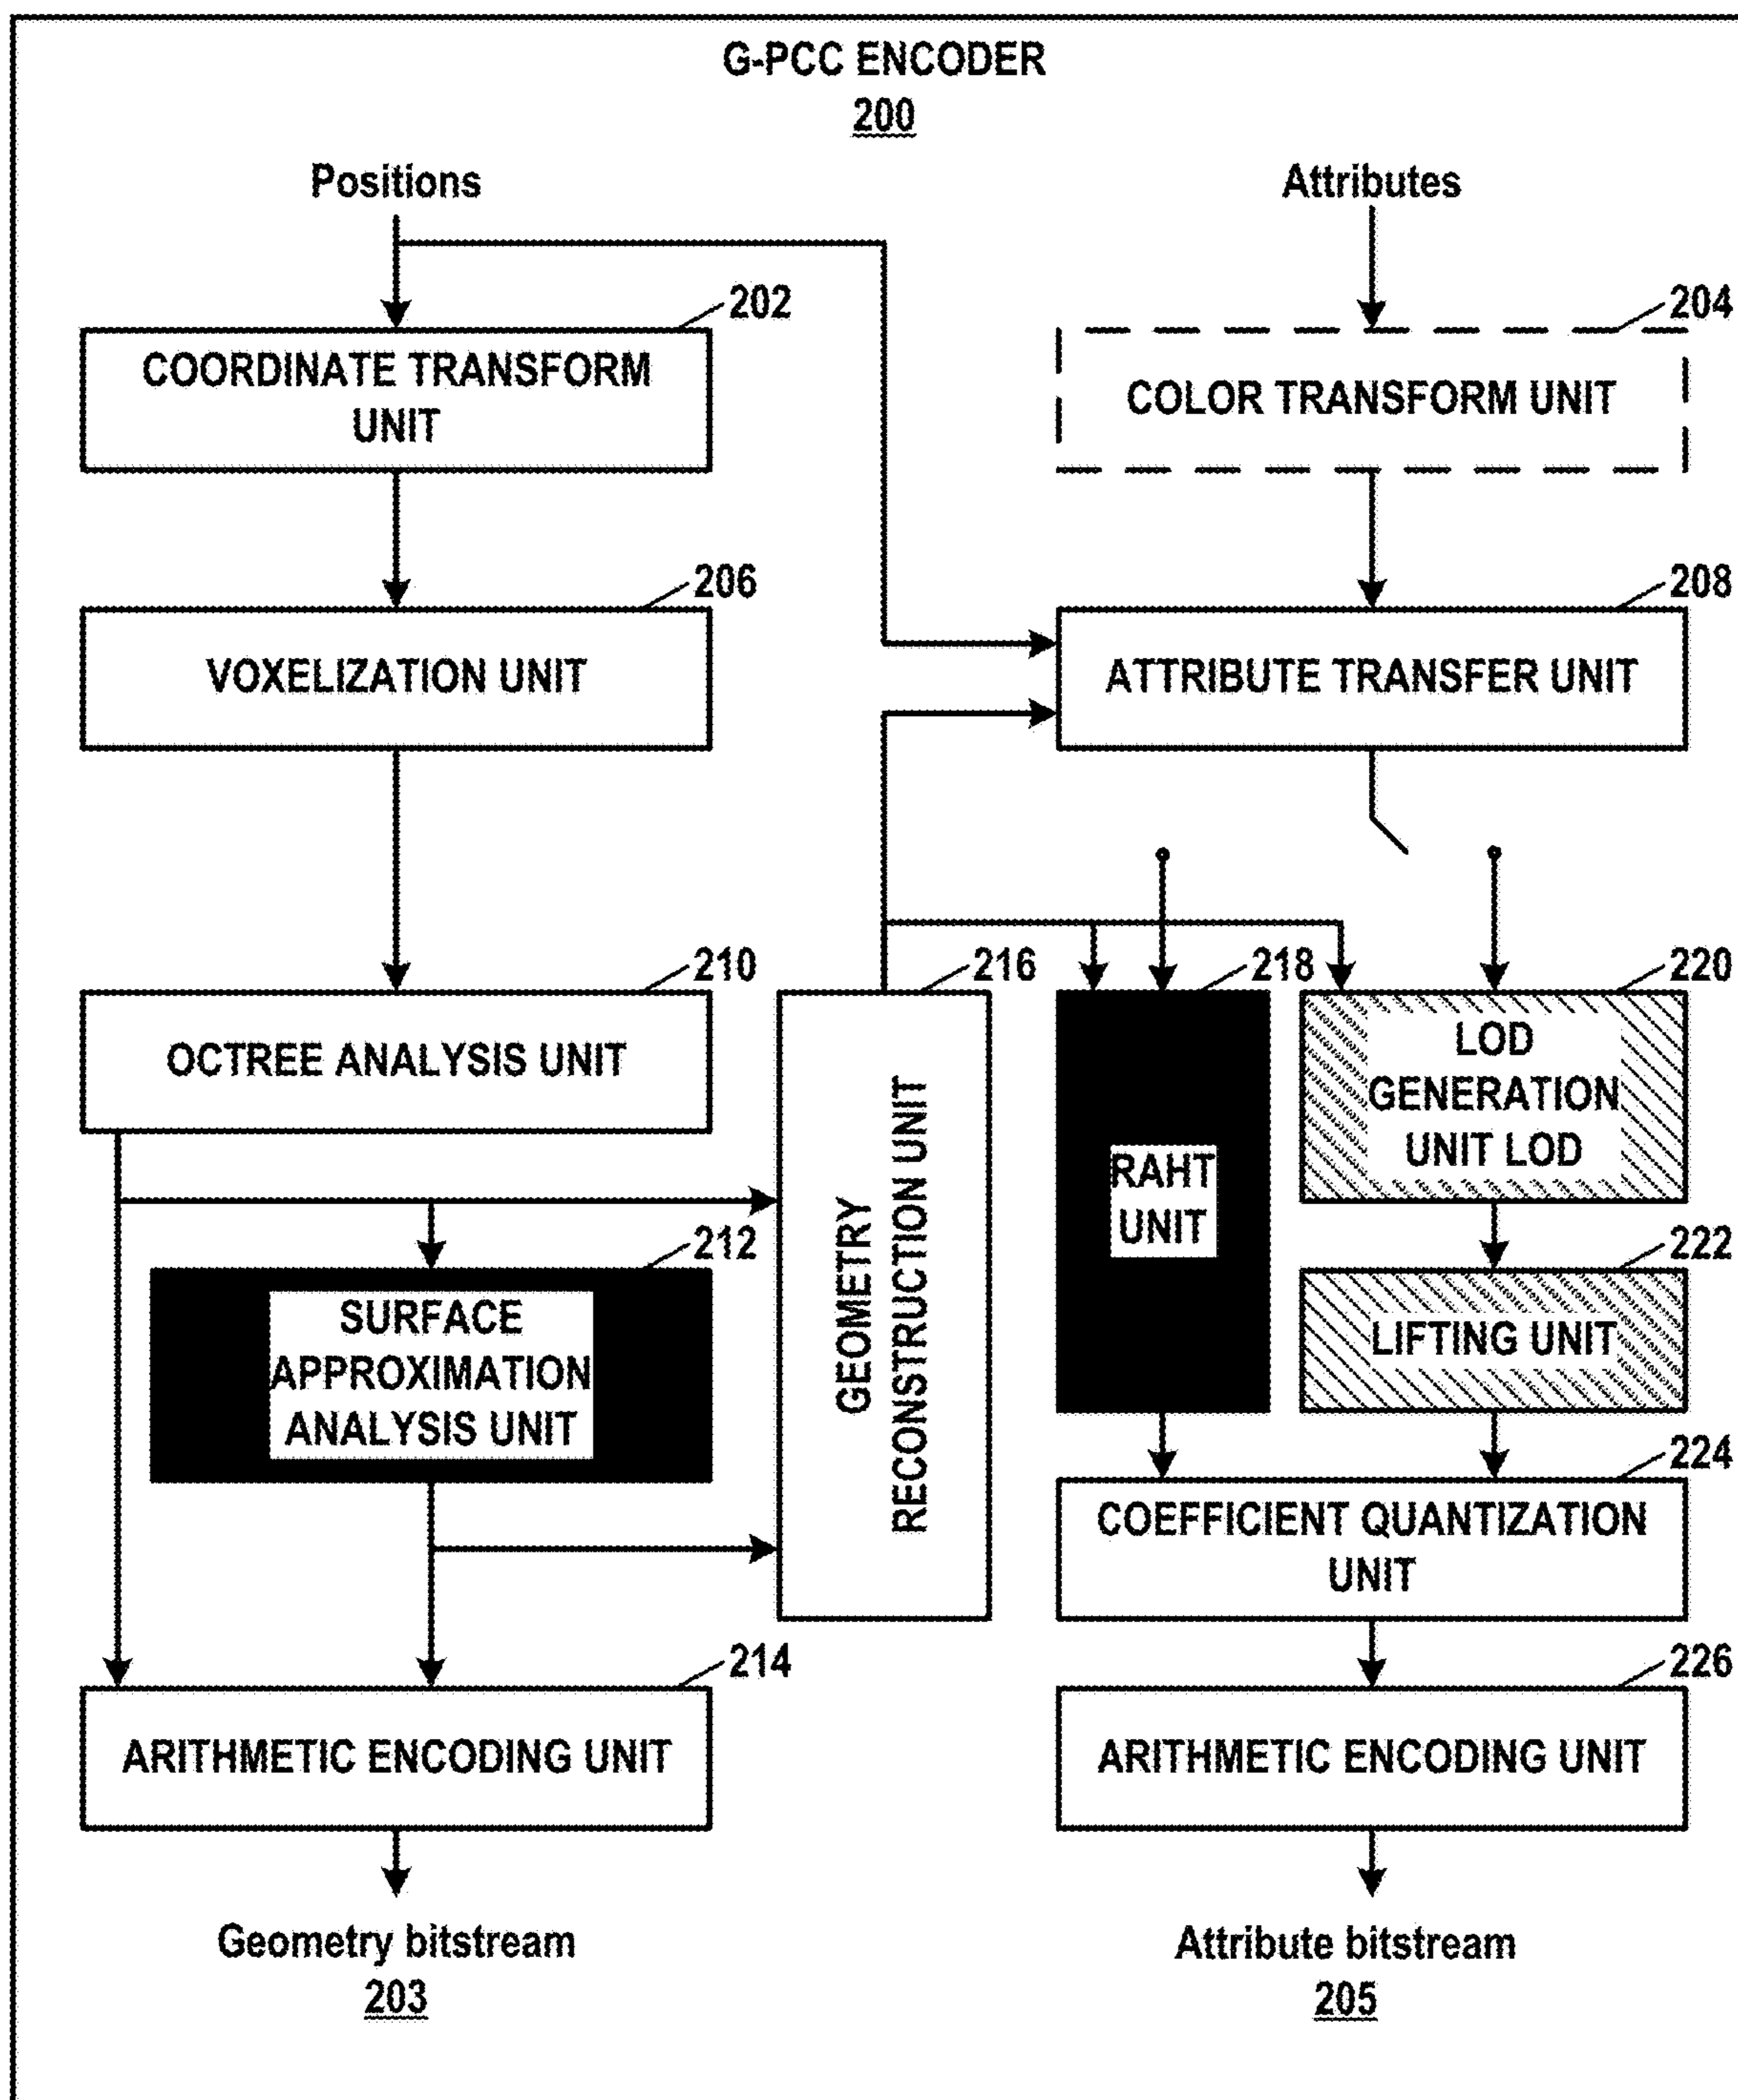 G-PCC ENCODER
200
Positions
Attributes
202
204
COORDINATE TRANSFORM
UNIT
COLOR TRANSFORM UNIT
206
208
VOXELIZATION UNIT
ATTRIBUTE TRANSFER UNIT
210
216
218
220
OCTREE ANALYSIS UNIT
GEOMETRY
RECONSTRUCTION UNIT
RAHT
UNIT
LOD
GENERATION
UNIT LOD
212
222
SURFACE
APPROXIMATION
ANALYSIS UNIT
LIFTING UNIT
224
COEFFICIENT QUANTIZATION
UNIT
214
226
ARITHMETIC ENCODING UNIT
ARITHMETIC ENCODING UNIT
Geometry bitstream
203
Attribute bitstream
205